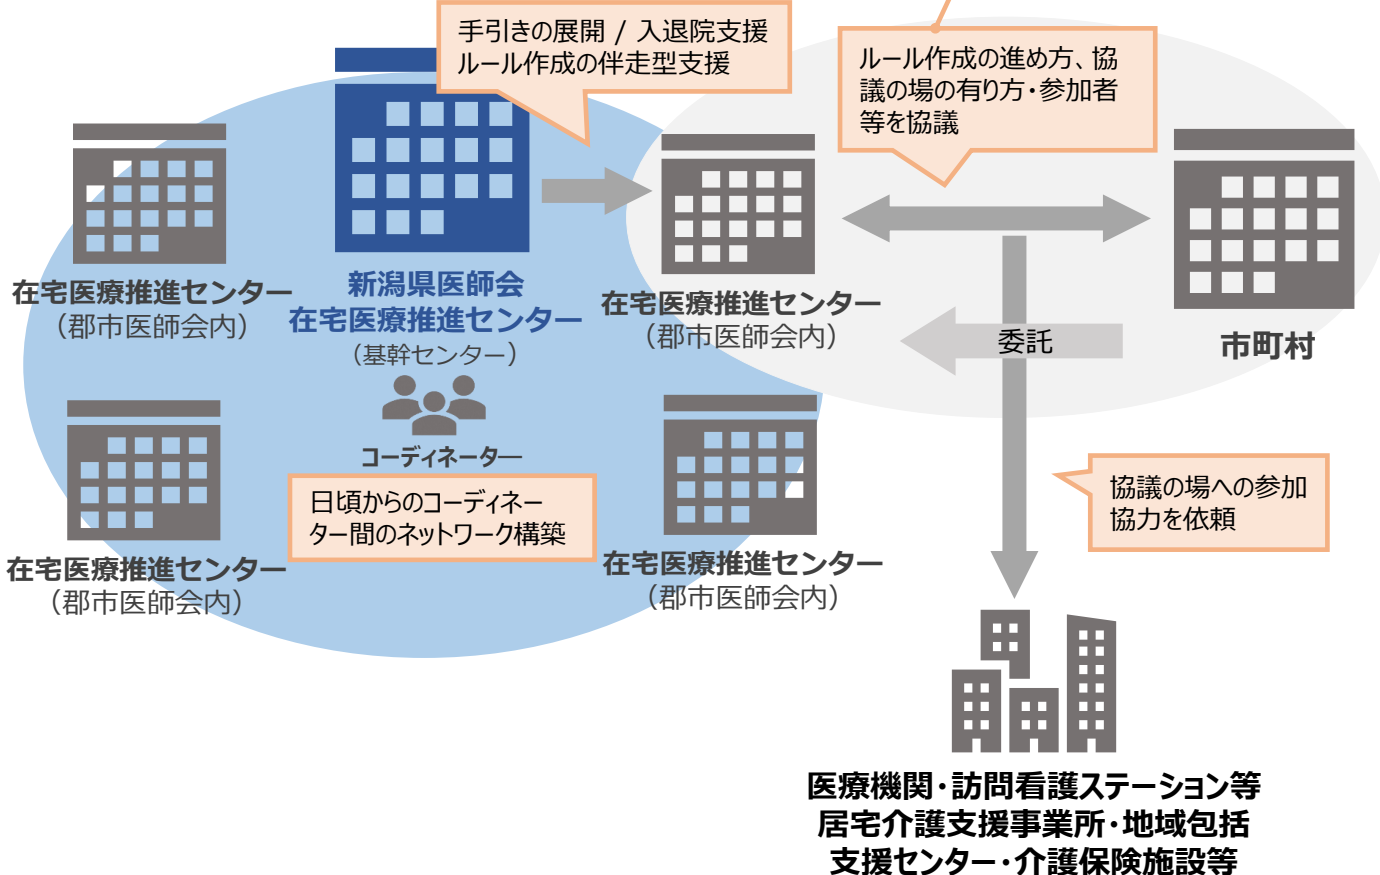 手引きの展開 / 入退院支援
ルール作成の伴走型支援
ルール作成の進め方、協
議の場の有り方・参加者
等を協議
在宅医療推進センター
（郡市医師会内）
新潟県医師会
在宅医療推進センター
（基幹センター）
在宅医療推進センター
（郡市医師会内）
委託
市町村
コーディネーター
日頃からのコーディネー
ター間のネットワーク構築
協議の場への参加
協力を依頼
在宅医療推進センター
（郡市医師会内）
在宅医療推進センター
（郡市医師会内）
医療機関・訪問看護ステーション等
居宅介護支援事業所・地域包括
支援センター・介護保険施設等